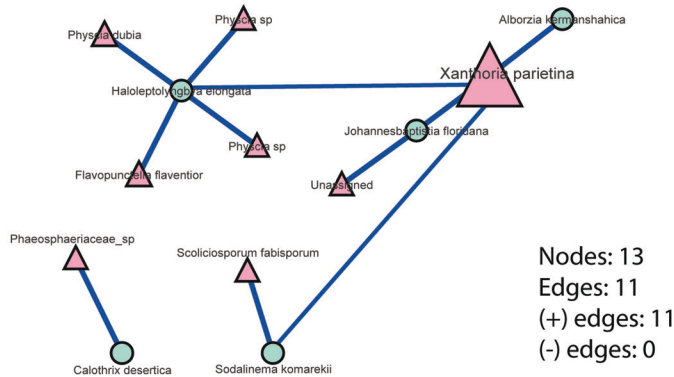 Physcia sp
Alborzia kermanshahica
Physcia dubia
Xanthoria parietina
Haloleptolyngbya elongata
Johannesbaptistia floridana
Physcia sp
Flavopunctelia flaventior
Unassigned
Phaeosphaeriaceae_sp
Scoliciosporum fabisporum
Nodes: 13
Edges: 11
(+) edges: 11
(-) edges: 0
Calothrix desertica
Sodalinema komarekii